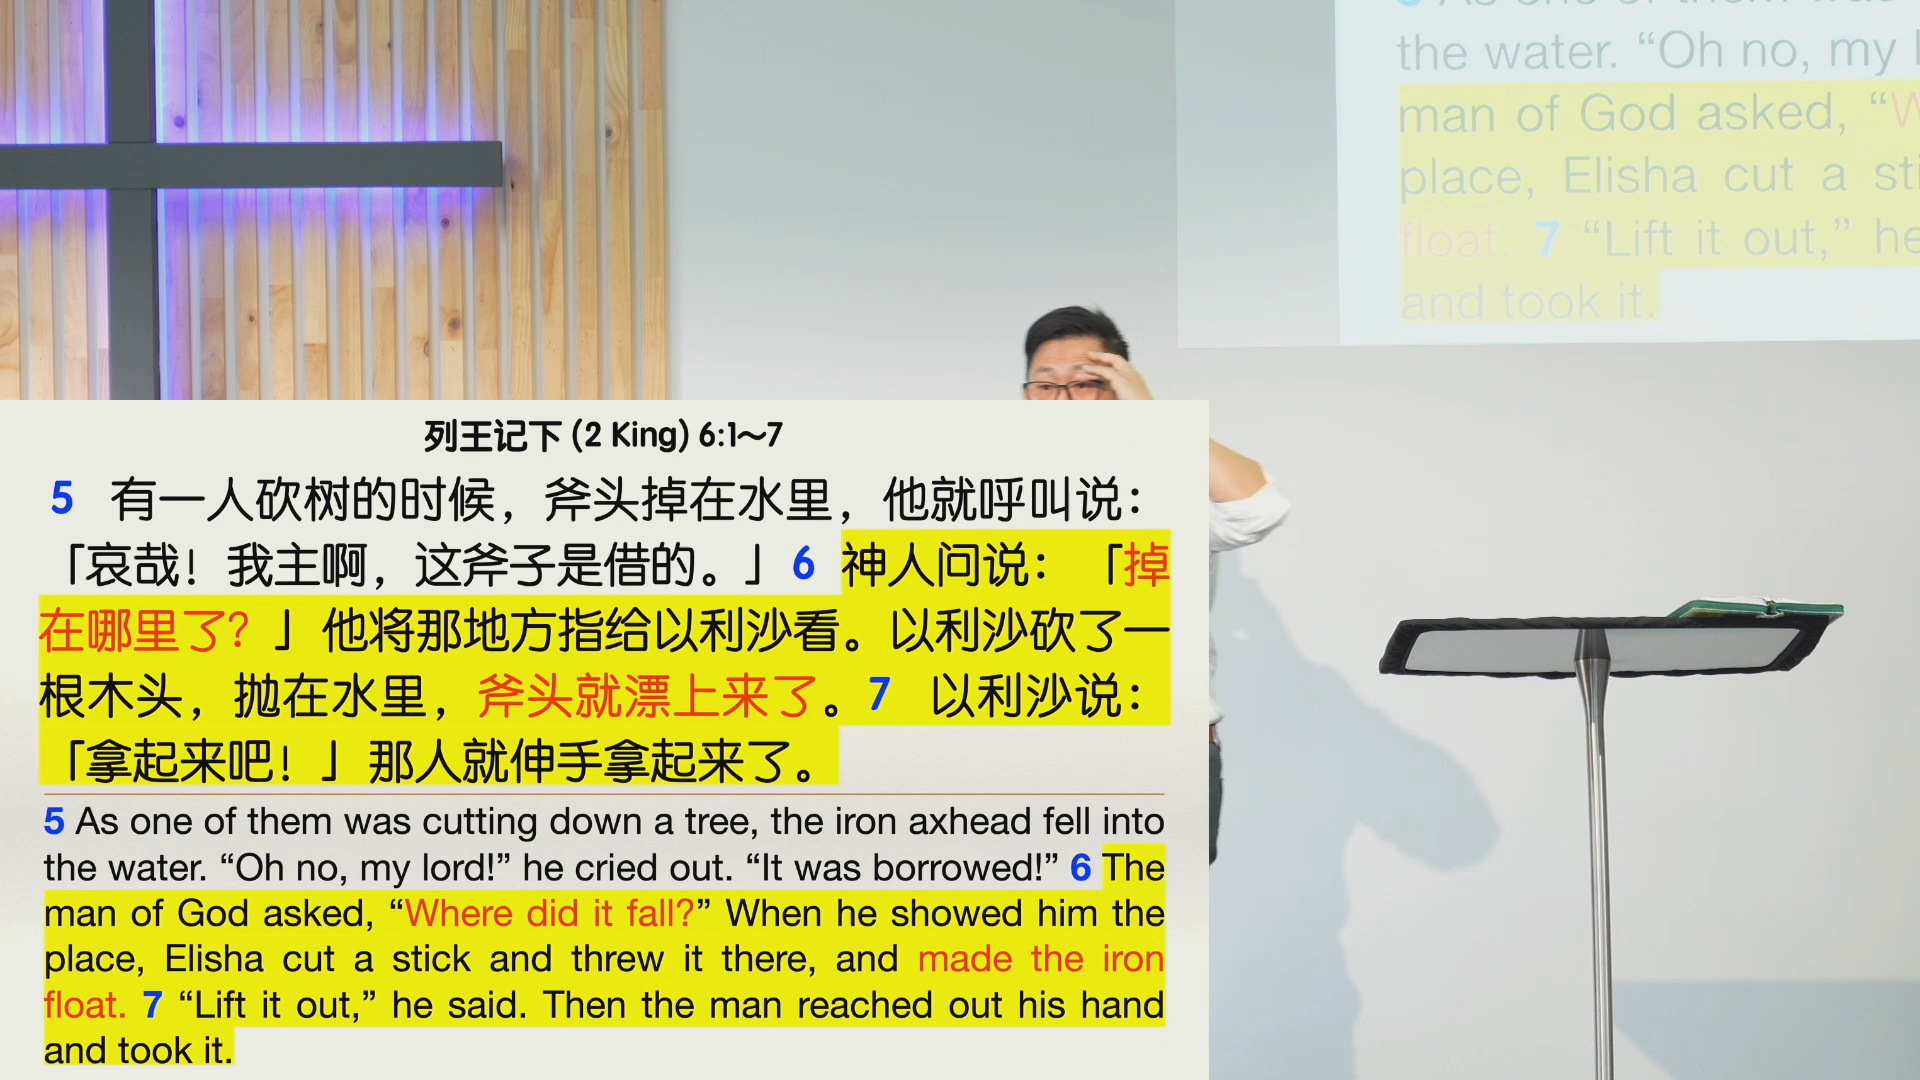 the water. “Oh no, my
man of God asked, “
place, Elisha cut a
float. 7 “Lift it out,” he
and took it.
列王记下 (2 King) 6:1～7
5 有一人砍树的时候，斧头掉在水里，他就呼叫说：
「哀哉！我主啊，这斧子是借的。」6 神人问说：「掉
在哪里了？」他将那地方指给以利沙看。以利沙砍了一
根木头，抛在水里，斧头就漂上来了。7 以利沙说：
「拿起来吧！」那人就伸手拿起来了。
5 As one of them was cutting down a tree, the iron axhead fell into
the water. “Oh no, my lord!” he cried out. “It was borrowed!” 6 The
man of God asked, “Where did it fall?” When he showed him the
place, Elisha cut a stick and threw it there, and made the iron
float. 7 “Lift it out,” he said. Then the man reached out his hand
and took it.